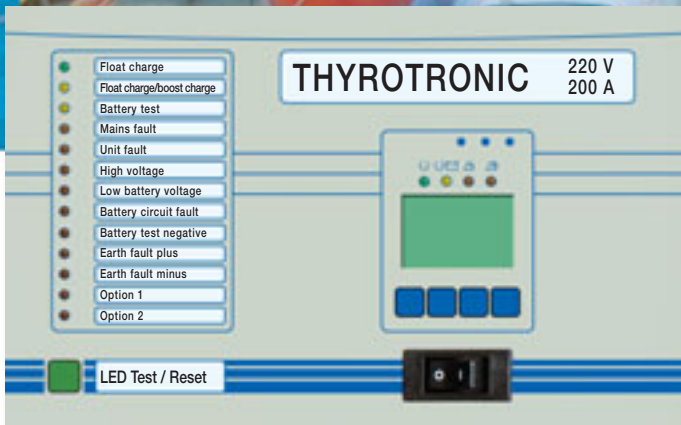 Float charge
Float charge/boost charge
Battery test
Mains fault
Unit fault
High voltage
Low battery voltage
Battery circuit fault
Battery test negative
Earth fault plus
Earth fault minus
Option 1
Option 2
LED Test / Reset
THYROTRONIC
220 V
200 A